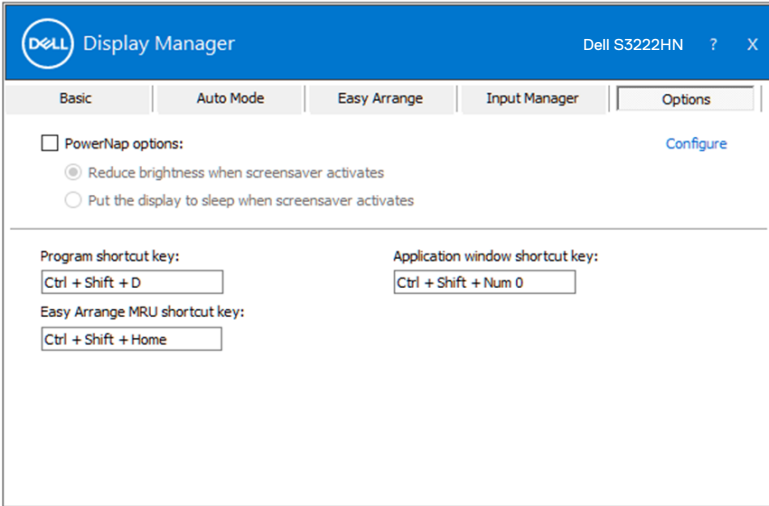 DELL Display Manager Dell S3222HN ? X
Basic Auto Mode Easy Arrange Input Manager Options
PowerNap options: Configure
Reduce brightness when screensaver activates
Put the display to sleep when screensaver activates
Program shortcut key: Application window shortcut key:
Ctrl + Shift + D Ctrl + Shift + Num 0
Easy Arrange MRU shortcut key:
Ctrl + Shift + Home